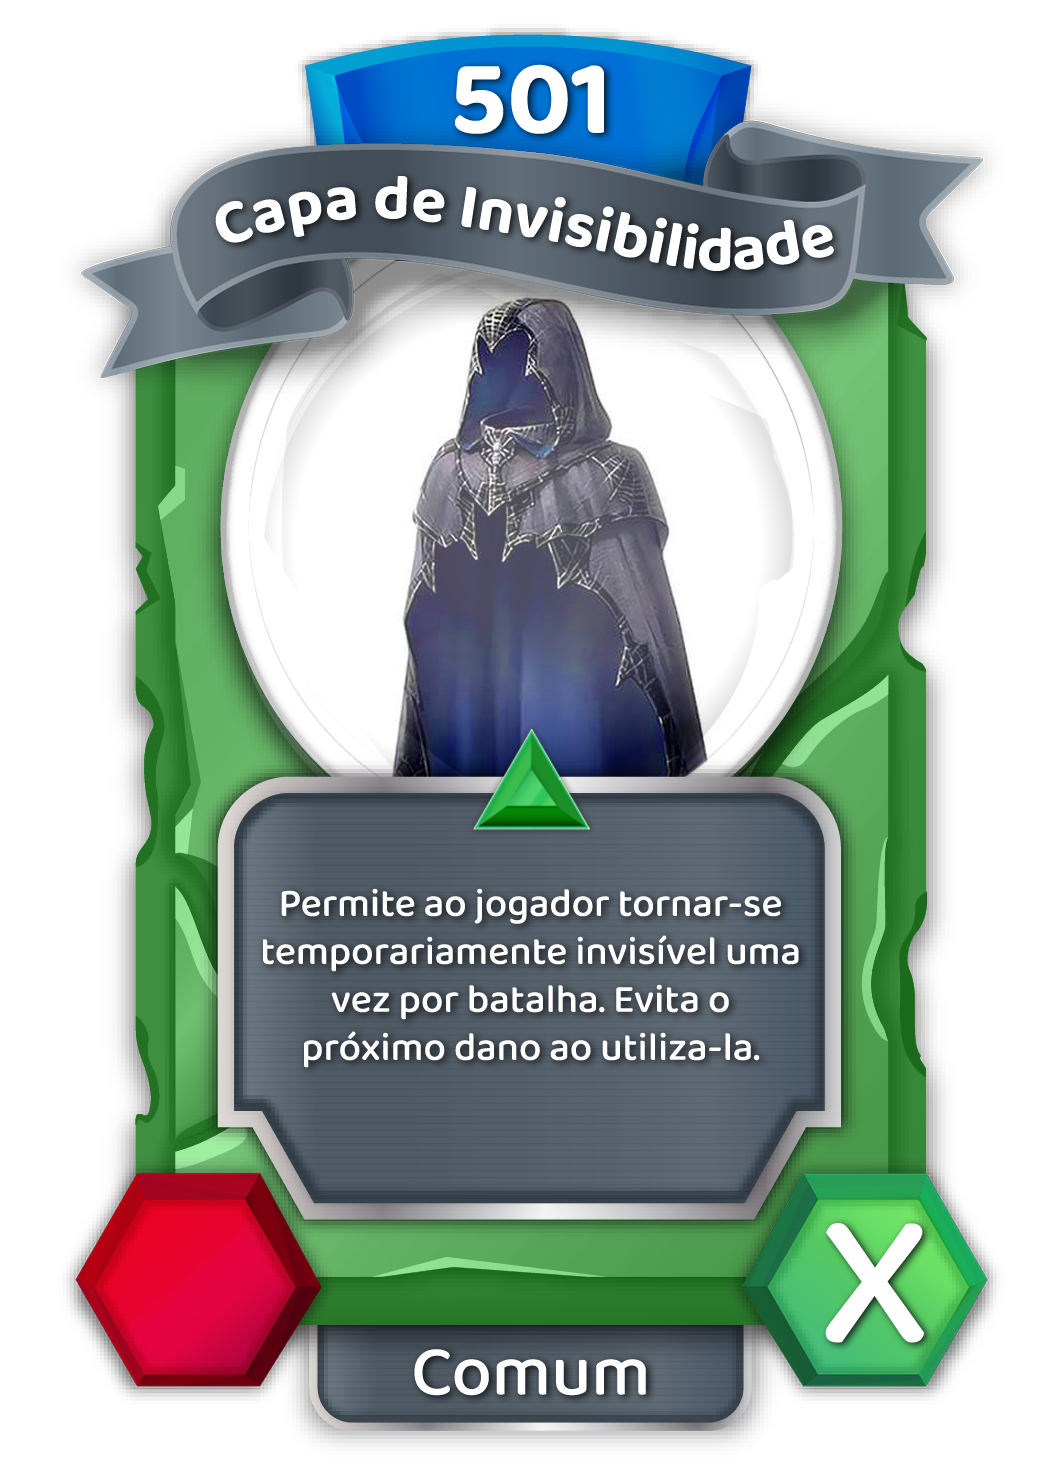 501
Capa de Invisibilidade
Permite ao jogador tornar-se
temporariamente invisível uma
vez por batalha. Evita o
próximo dano ao utiliza-la.
X
Comum